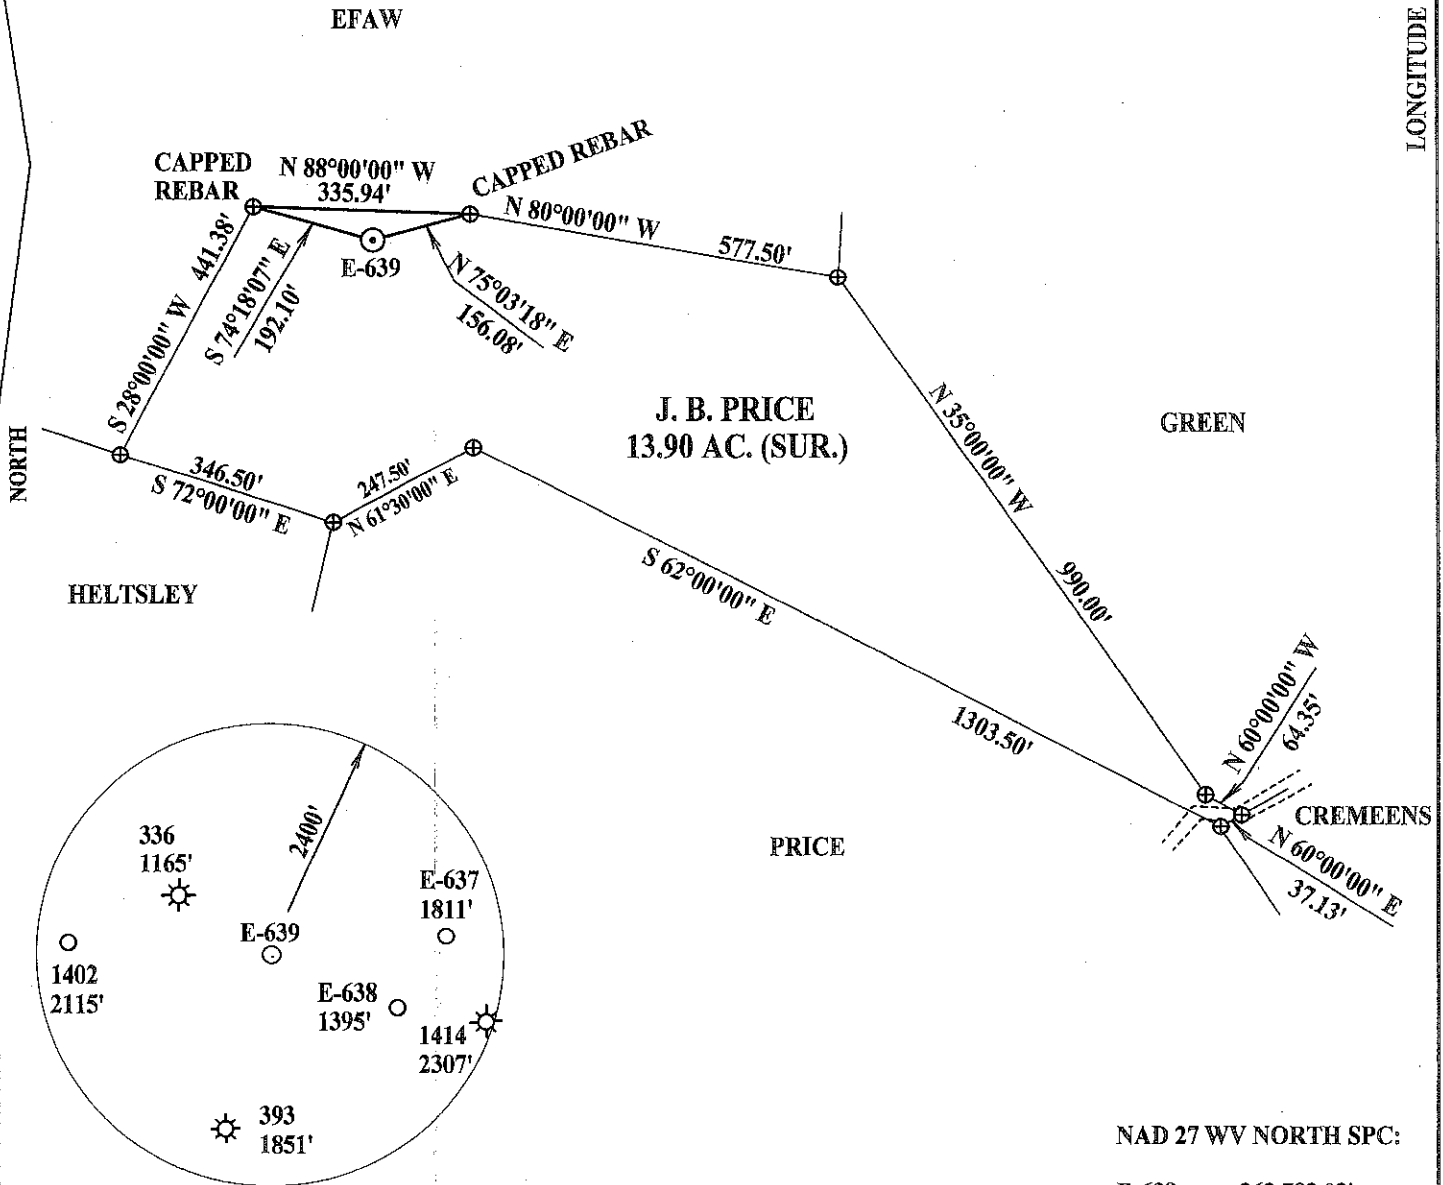 EFAW
LONGITUDE
CAPPED
REBAR
N 88°00'00" W
335.94'
CAPPED REBAR
N 80°00'00" W
577.50'
E-639
S 28°00'00" W 441.38'
S 74°18'07" E
192.10'
N 75°03'18" E
156.08'
J. B. PRICE
13.90 AC. (SUR.)
N 35°00'00" W
990.00'
GREEN
NORTH
346.50'
S 72°00'00" E
247.50'
N 61°30'00" E
S 62°00'00" E
1303.50'
HELTSLEY
N 60°00'00" W
64.35'
CREMEENS
N 60°00'00" E
37.13'
PRICE
2400'
336
1165'
E-637
1811'
E-639
1402
2115'
E-638
1395'
1414
2307'
393
1851'
NAD 27 WV NORTH SPC: